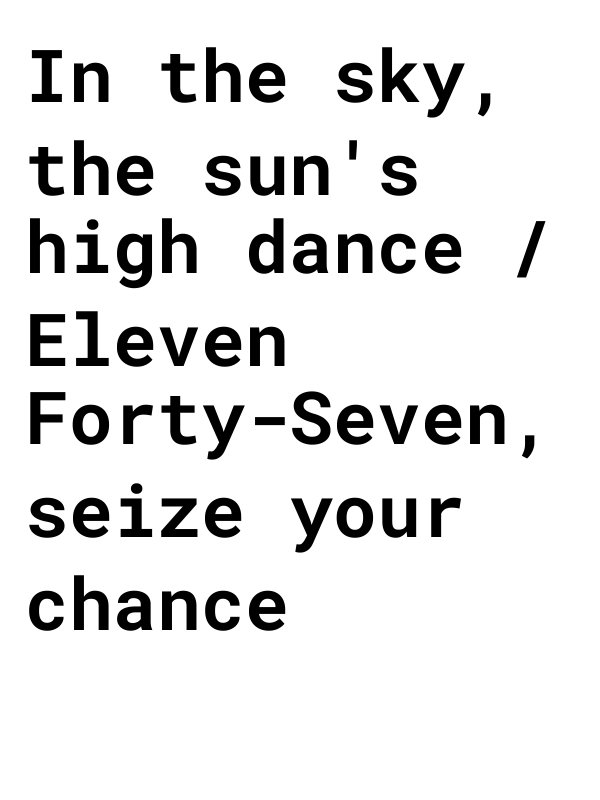 In the sky,
the sun's
high dance /
Eleven
Forty-Seven,
seize your
chance